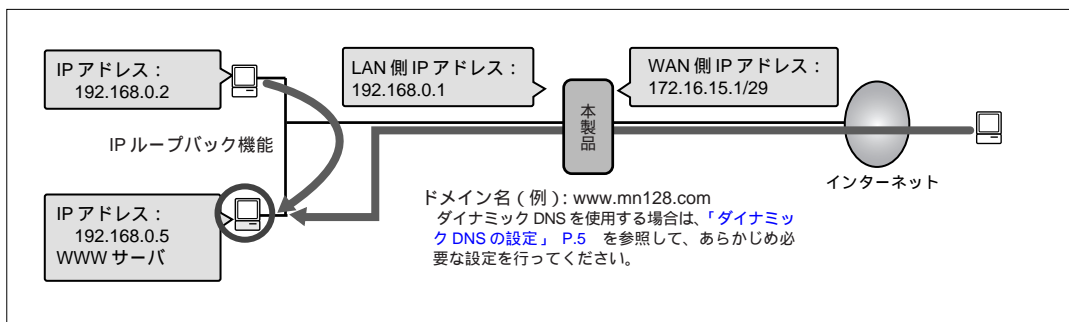 IP アドレス：
192.168.0.2
LAN 側 IP アドレス：
192.168.0.1
WAN 側 IP アドレス：
172.16.15.1/29
本製品
IP ループバック機能
インターネット
IP アドレス：
192.168.0.5
WWW サーバ
ドメイン名 ( 例 ) : www.mn128.com
ダイナミック DNS を使用する場合は、「ダイナミッ
ク DNS の設定」 P.5 を参照して、あらかじめ必
要な設定を行ってください。